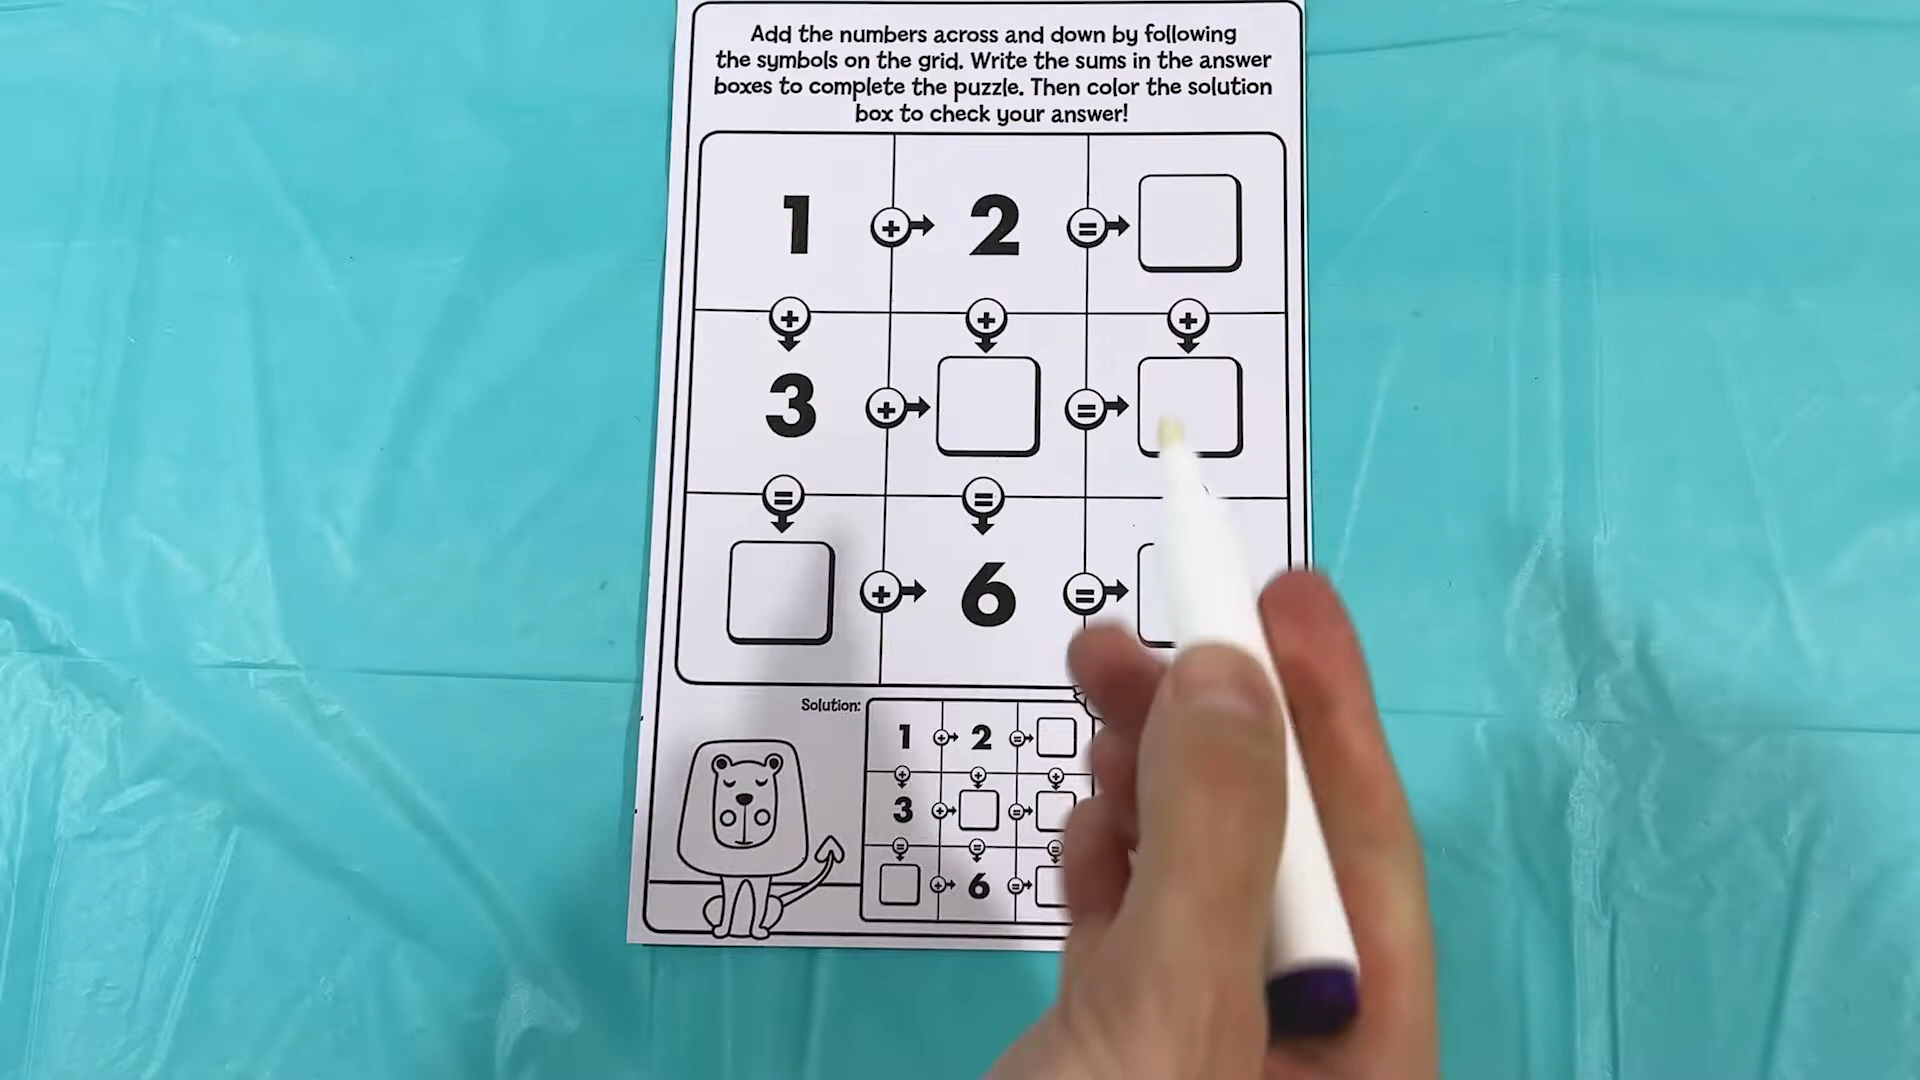 Add the numbers across and down by following
the symbols on the grid. Write the sums in the answer
boxes to complete the puzzle. Then color the solution
box to check your answer!
1 + 2 =
+ + +
3 + =
= =
+ 6 =
Solution:
1 + 2 =
+ + +
3 + =
= = =
+ 6 =